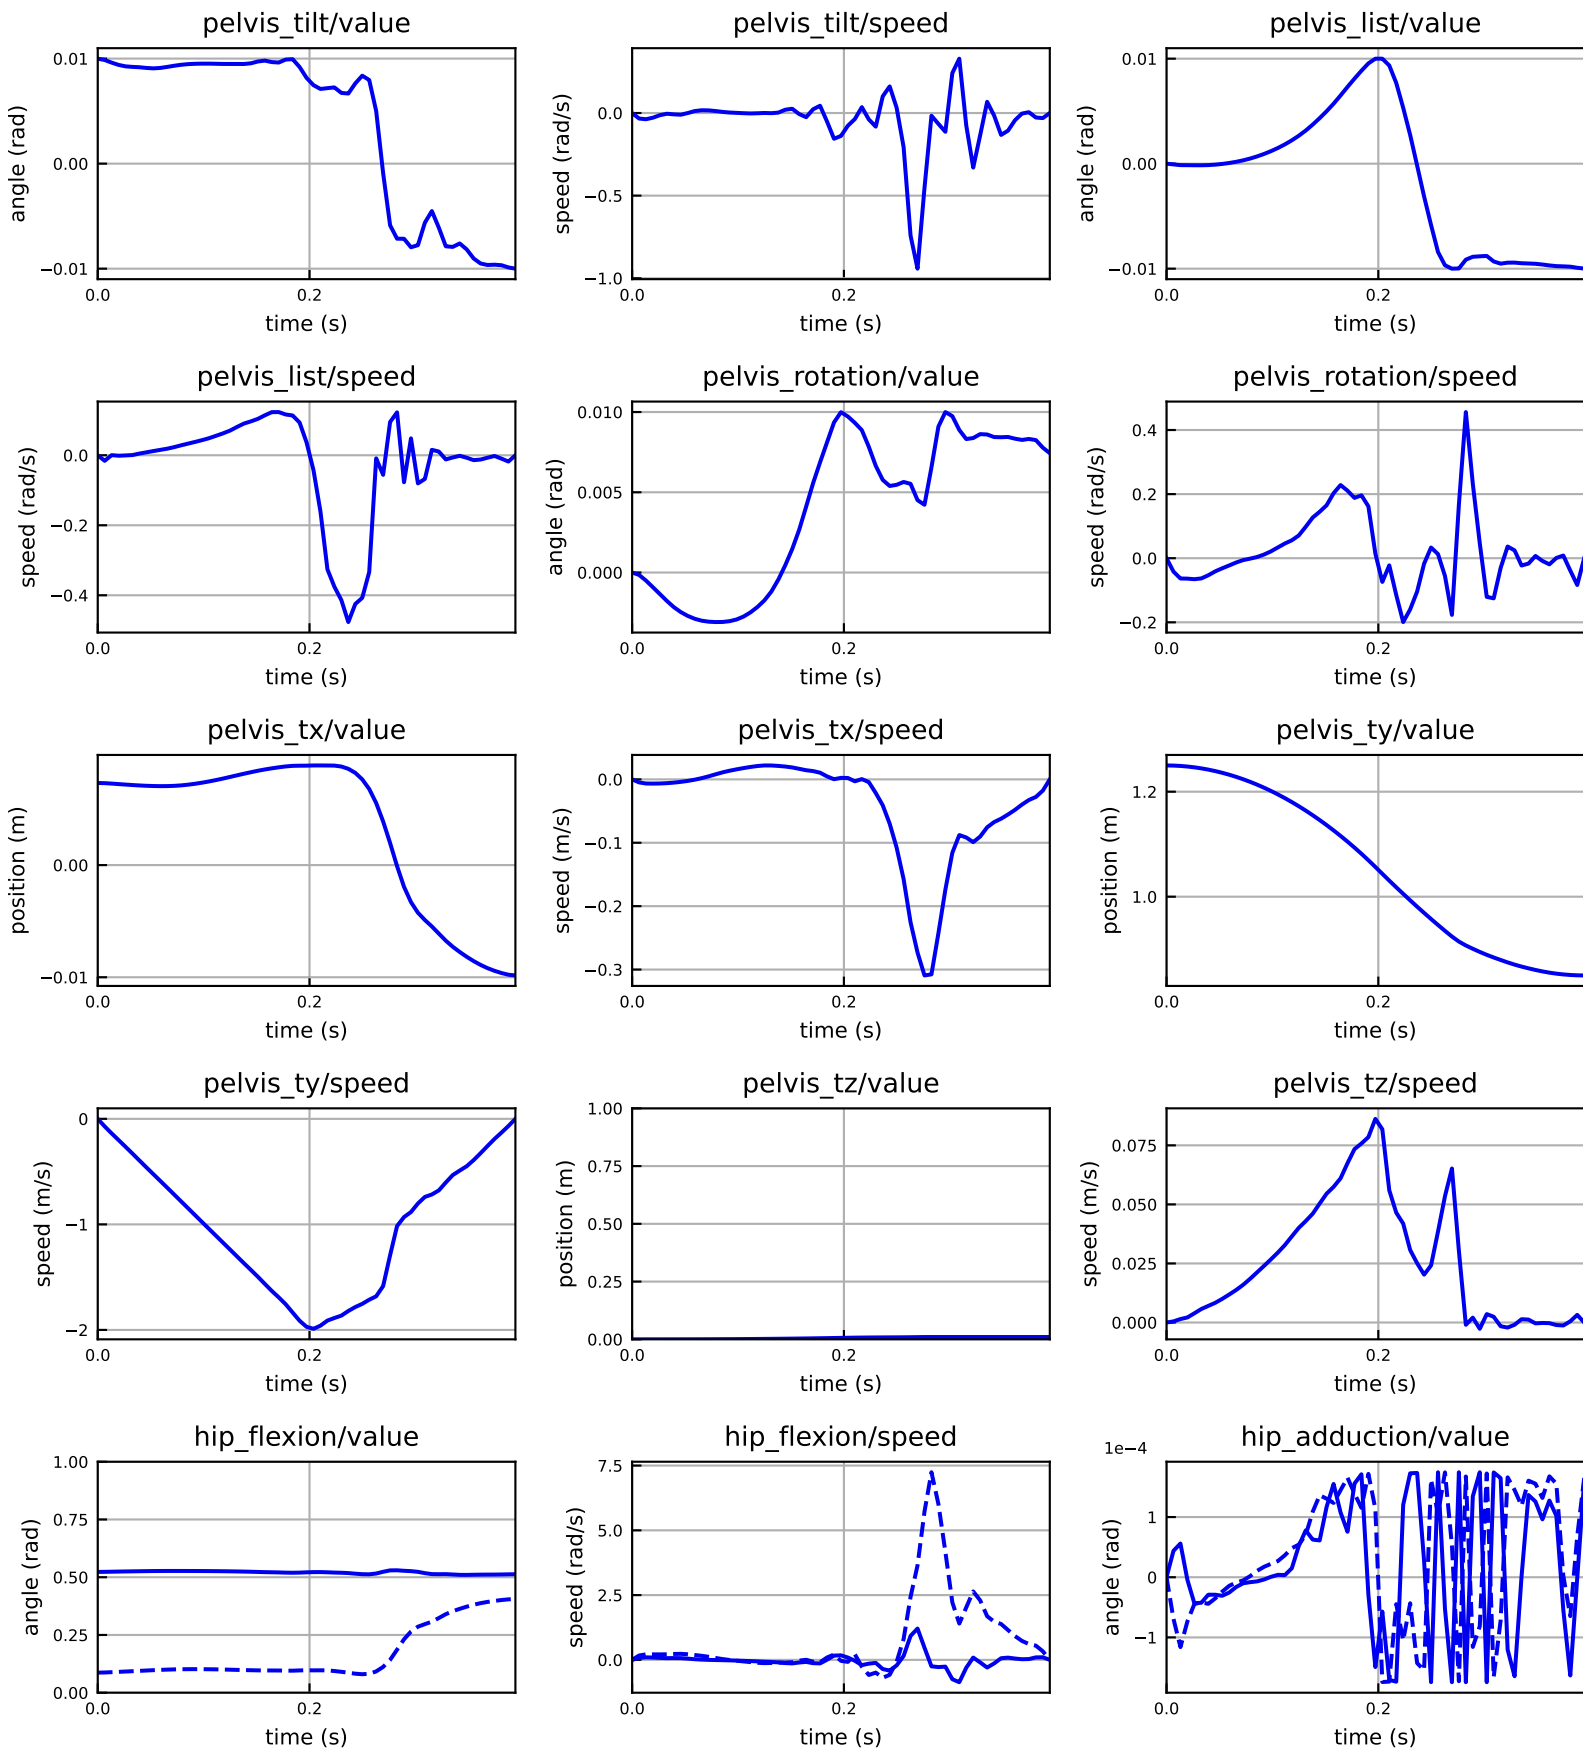 pelvis_tilt/value
pelvis_tilt/speed
pelvis_list/value
angle (rad)
0.01
0.00
−0.01
0.0
0.2
time (s)
speed (rad/s)
0.0
−0.5
−1.0
0.0
0.2
time (s)
angle (rad)
0.01
0.00
−0.01
0.0
0.2
time (s)
pelvis_list/speed
pelvis_rotation/value
pelvis_rotation/speed
speed (rad/s)
0.0
−0.2
−0.4
0.0
0.2
time (s)
angle (rad)
0.010
0.005
0.000
0.0
0.2
time (s)
speed (rad/s)
0.4
0.2
0.0
−0.2
0.0
0.2
time (s)
pelvis_tx/value
pelvis_tx/speed
pelvis_ty/value
position (m)
0.00
−0.01
0.0
0.2
time (s)
speed (m/s)
0.0
−0.1
−0.2
−0.3
0.0
0.2
time (s)
position (m)
1.2
1.0
0.0
0.2
time (s)
pelvis_ty/speed
pelvis_tz/value
pelvis_tz/speed
speed (m/s)
0
−1
−2
0.0
0.2
time (s)
position (m)
1.00
0.75
0.50
0.25
0.00
0.0
0.2
time (s)
speed (m/s)
0.075
0.050
0.025
0.000
0.0
0.2
time (s)
hip_flexion/value
hip_flexion/speed
hip_adduction/value
angle (rad)
1.00
0.75
0.50
0.25
0.00
0.0
0.2
time (s)
speed (rad/s)
7.5
5.0
2.5
0.0
0.0
0.2
time (s)
1e−4
angle (rad)
1
0
−1
0.0
0.2
time (s)